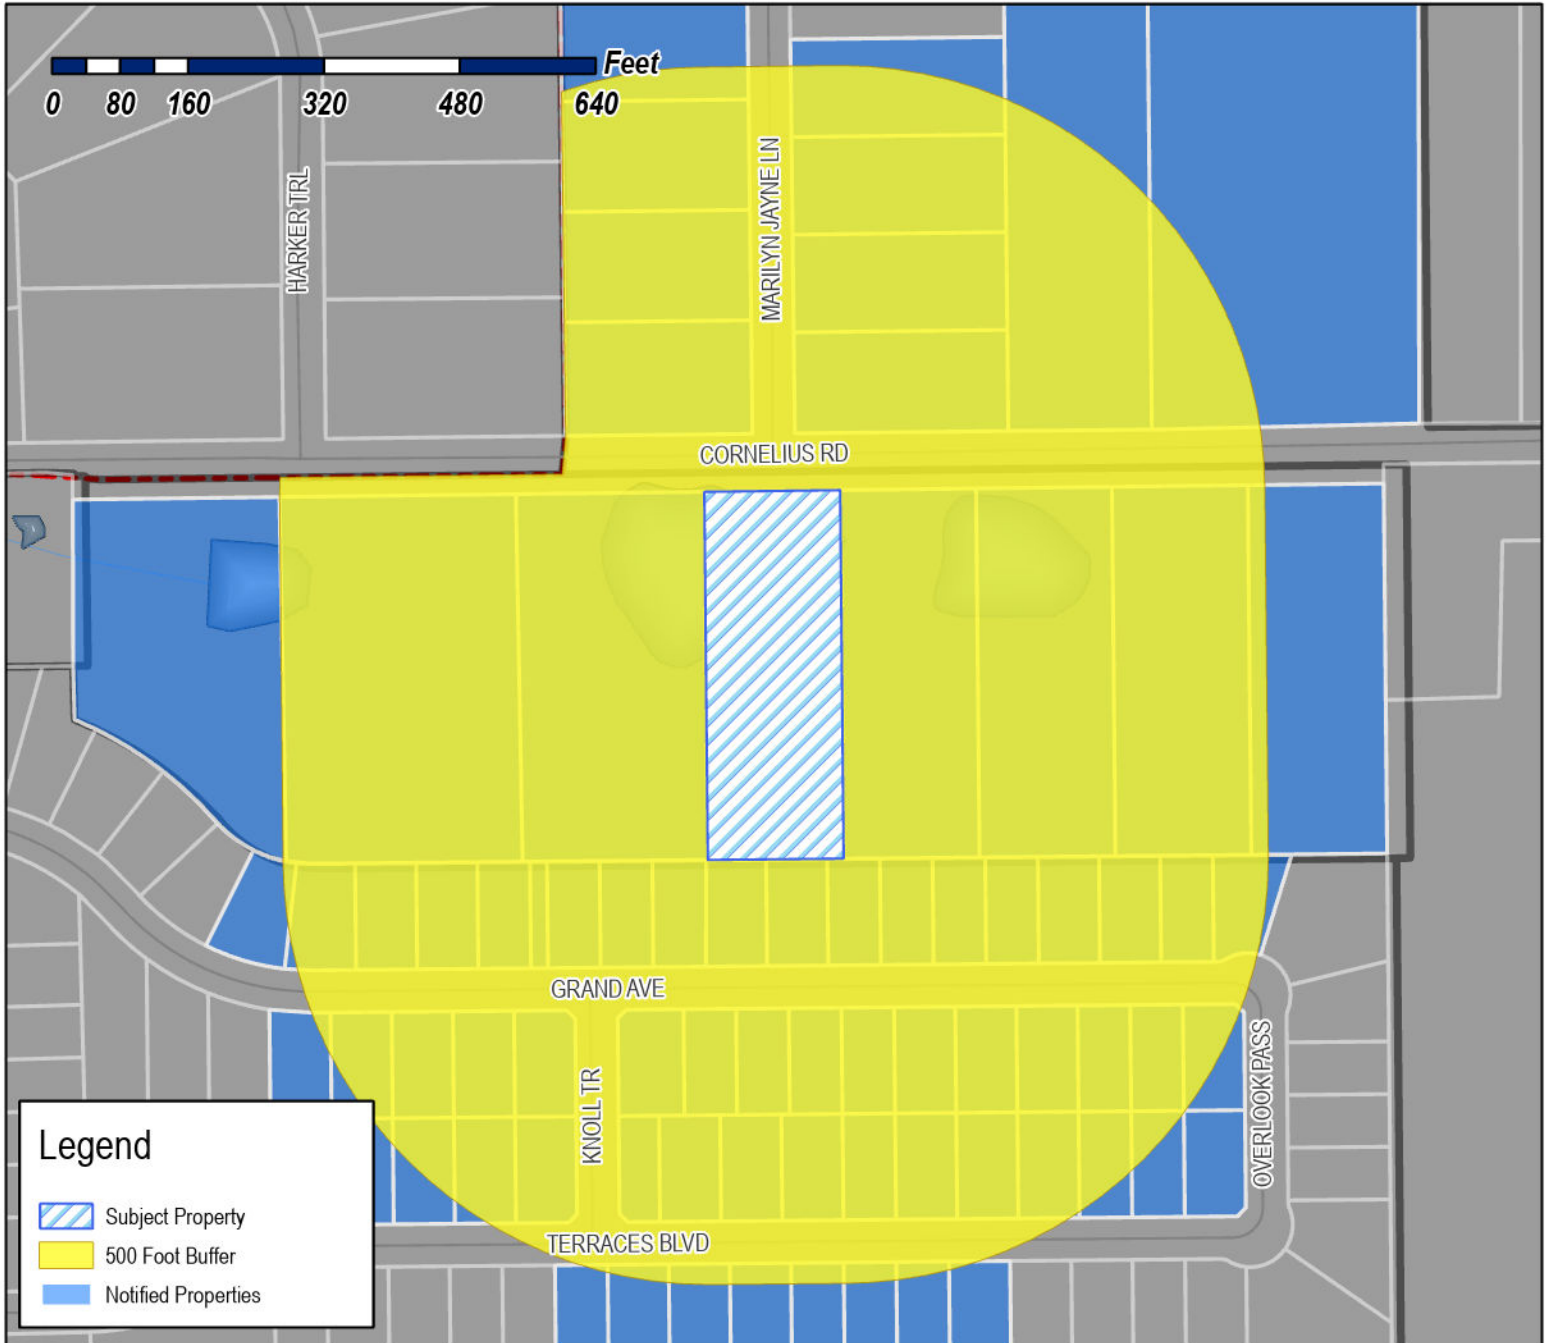 Feet
0 80 160 320 480 640
HARKER TRL
MARILYN JAYNE LN
CORNELIUS RD
GRAND AVE
KNOLL TR
OVERLOOK PASS
TERRACES BLVD
Legend
Subject Property
500 Foot Buffer
Notified Properties